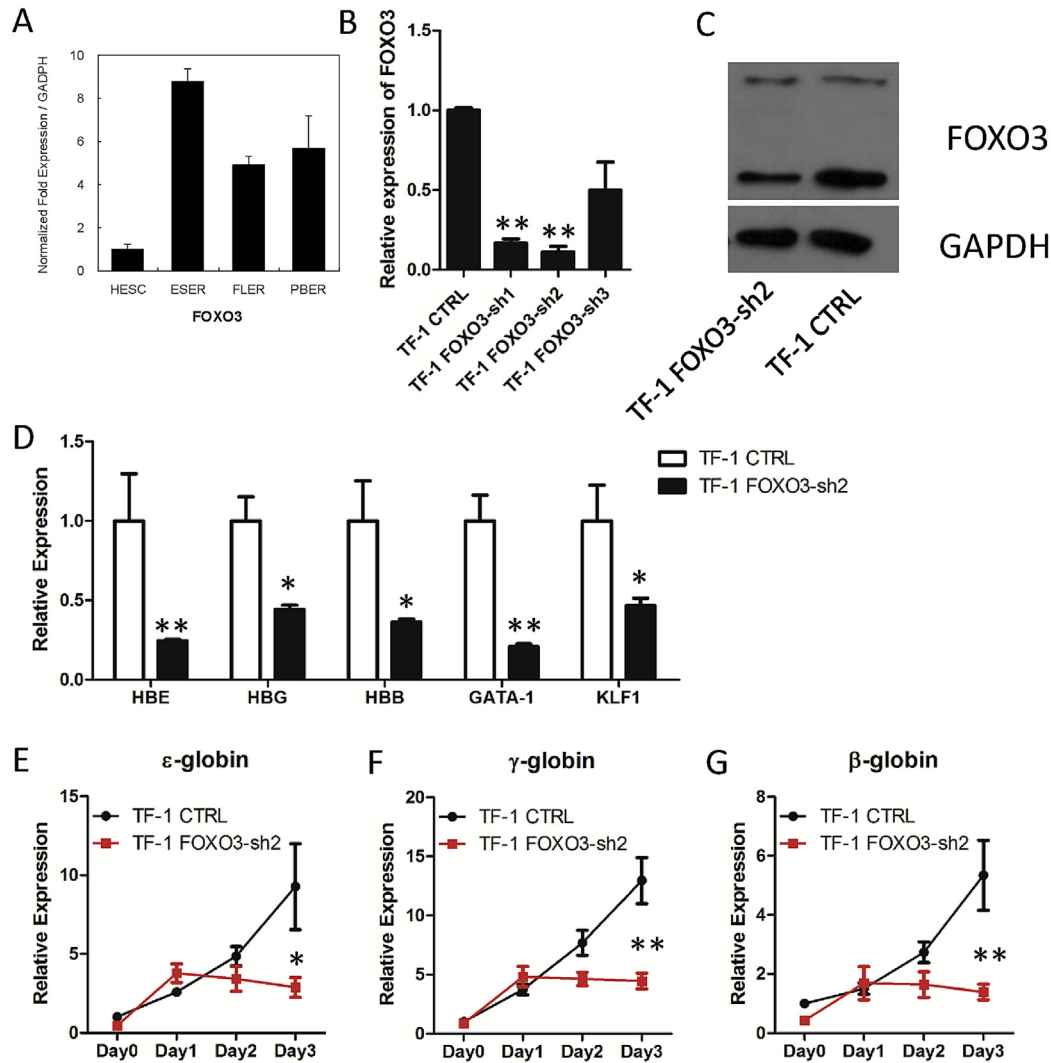 A
Normalized Fold Expression / GADPH
10
8
6
4
2
0
HESC ESER FLER PBER
FOXO3
B
Relative expression of FOXO3
1.0
0.5
0.0
** **
TF-1 CTRL
TF-1 FOXO3-sh1
TF-1 FOXO3-sh2
TF-1 FOXO3-sh3
C
FOXO3
GAPDH
TF-1 FOXO3-sh2
TF-1 CTRL
D
Relative Expression
1.5
1.0
0.5
0.0
** * * ** *
HBE HBG HBB GATA-1 KLF1
TF-1 CTRL
TF-1 FOXO3-sh2
E
ε-globin
Relative Expression
15
10
5
0
TF-1 CTRL
TF-1 FOXO3-sh2
*
Day0 Day1 Day2 Day3
F
γ-globin
Relative Expression
20
15
10
5
0
TF-1 CTRL
TF-1 FOXO3-sh2
**
Day0 Day1 Day2 Day3
G
β-globin
Relative Expression
8
6
4
2
0
TF-1 CTRL
TF-1 FOXO3-sh2
**
Day0 Day1 Day2 Day3